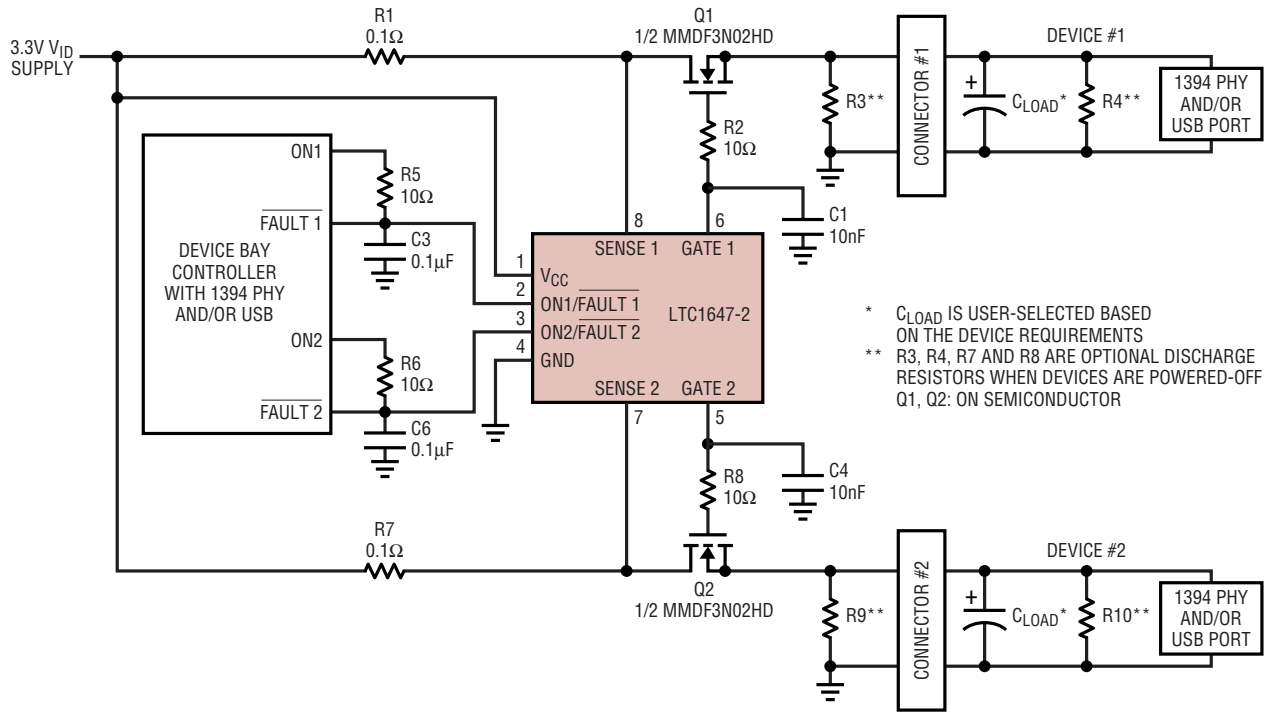 R1
0.1Ω
Q1
1/2 MMDF3N02HD
3.3V VID
SUPPLY
DEVICE #1
CONNECTOR #1
R3**
+
CLOAD*
R4**
1394 PHY
AND/OR
USB PORT
R2
10Ω
ON1
R5
10Ω
FAULT 1
C3
0.1µF
DEVICE BAY
CONTROLLER
WITH 1394 PHY
AND/OR USB
ON2
R6
10Ω
FAULT 2
C6
0.1µF
C1
10nF
8
6
SENSE 1
GATE 1
1
VCC
2
ON1/FAULT 1
LTC1647-2
3
ON2/FAULT 2
4
GND
SENSE 2
GATE 2
7
5
* CLOAD IS USER-SELECTED BASED
ON THE DEVICE REQUIREMENTS
** R3, R4, R7 AND R8 ARE OPTIONAL DISCHARGE
RESISTORS WHEN DEVICES ARE POWERED-OFF
Q1, Q2: ON SEMICONDUCTOR
R8
10Ω
C4
10nF
R7
0.1Ω
Q2
1/2 MMDF3N02HD
DEVICE #2
CONNECTOR #2
R9**
+
CLOAD*
R10**
1394 PHY
AND/OR
USB PORT